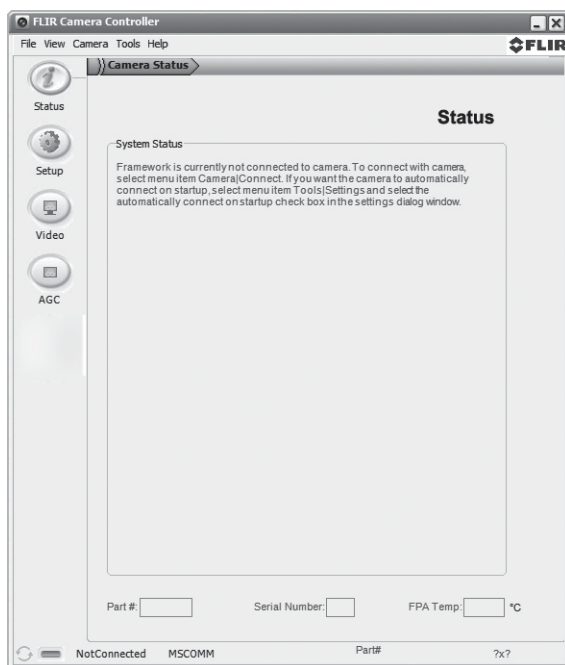 FLIR Camera Controller
File View Camera Tools Help
FLIR
Camera Status
Status
Setup
Video
AGC
Status
System Status
Framework is currently not connected to camera. To connect with camera,
select menu item Camera|Connect. If you want the camera to automatically
connect on startup, select menu item Tools|Settings and select the
automatically connect on startup check box in the settings dialog window.
Part #:
Serial Number:
FPA Temp:
°C
NotConnected MSCOMM Part# ?x?